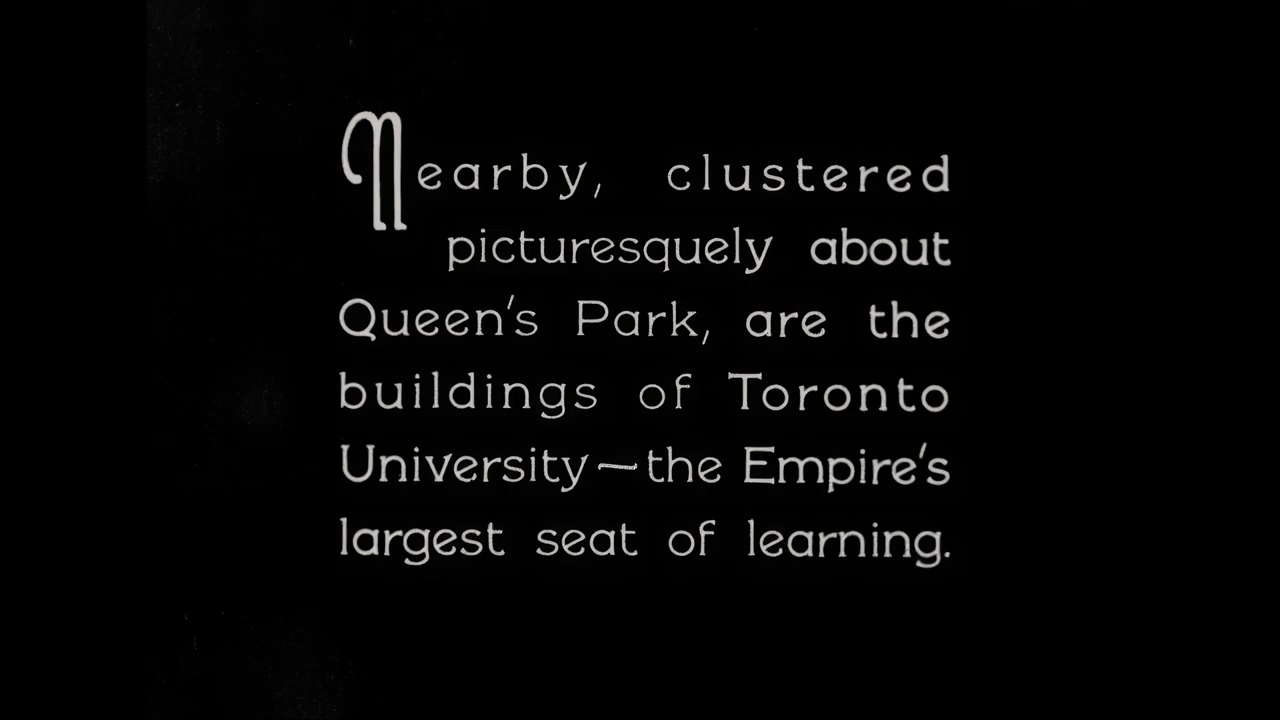 Nearby, clustered
picturesquely about
Queen's Park, are the
buildings of Toronto
University—the Empire's
largest seat of learning.